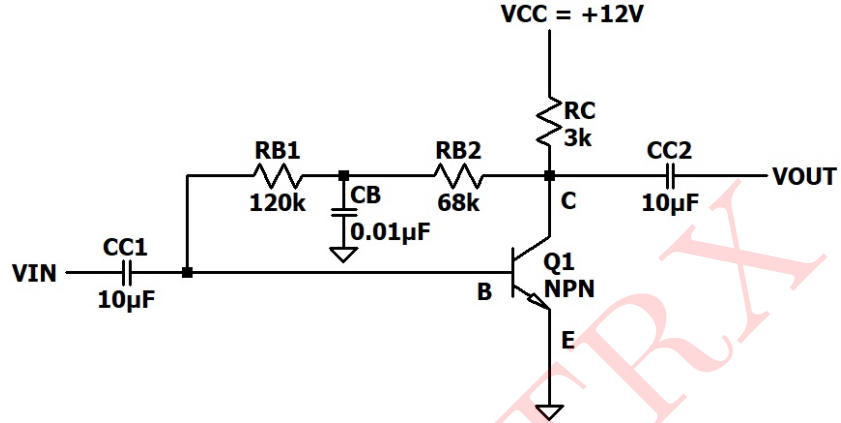 VCC = +12V
RC
3k
RB1
120k
RB2
68k
CC2
10µF
VOUT
CB
0.01µF
C
CC1
10µF
VIN
B
Q1
NPN
E
TRX